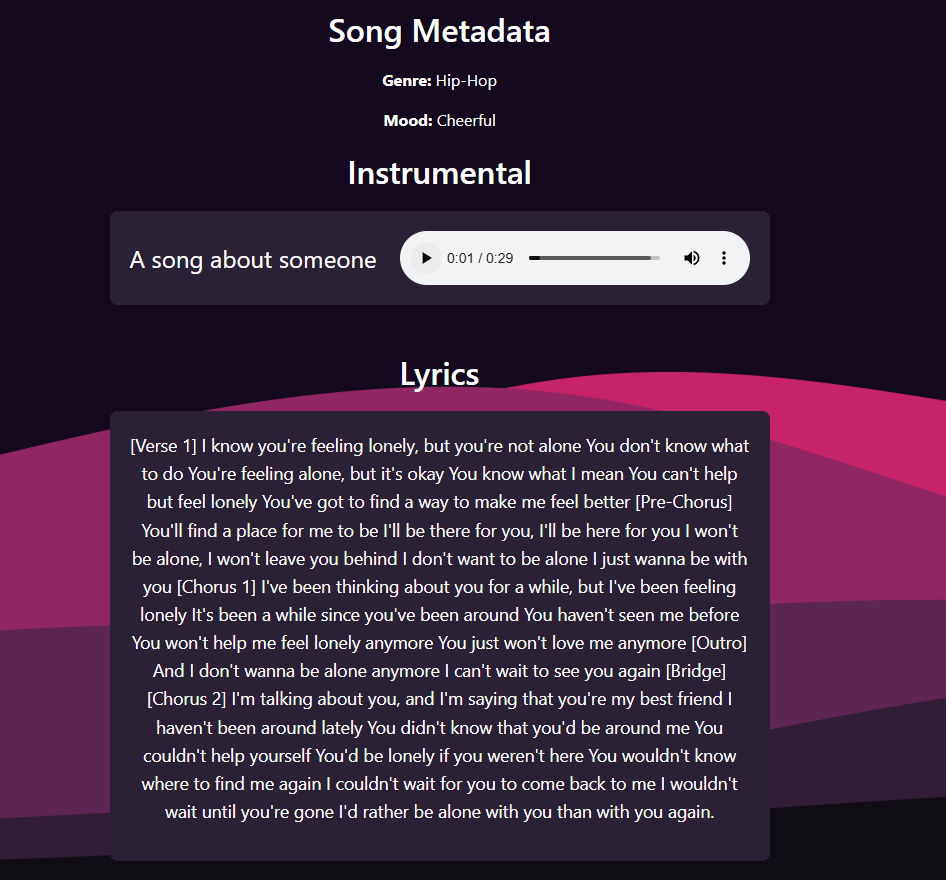 Song Metadata
Genre: Hip-Hop
Mood: Cheerful
Instrumental
A song about someone
0:01 / 0:29
Lyrics
[Verse 1] I know you're feeling lonely, but you're not alone You don't know what
to do You're feeling alone, but it's okay You know what I mean You can't help
but feel lonely You've got to find a way to make me feel better [Pre-Chorus]
You'll find a place for me to be I'll be there for you, I'll be here for you I won't
be alone, I won't leave you behind I don't want to be alone I just wanna be with
you [Chorus 1] I've been thinking about you for a while, but I've been feeling
lonely It's been a while since you've been around You haven't seen me before
You won't help me feel lonely anymore You just won't love me anymore [Outro]
And I don't wanna be alone anymore I can't wait to see you again [Bridge]
[Chorus 2] I'm talking about you, and I'm saying that you're my best friend I
haven't been around lately You didn't know that you'd be around me You
couldn't help yourself You'd be lonely if you weren't here You wouldn't know
where to find me again I couldn't wait for you to come back to me I wouldn't
wait until you're gone I'd rather be alone with you than with you again.